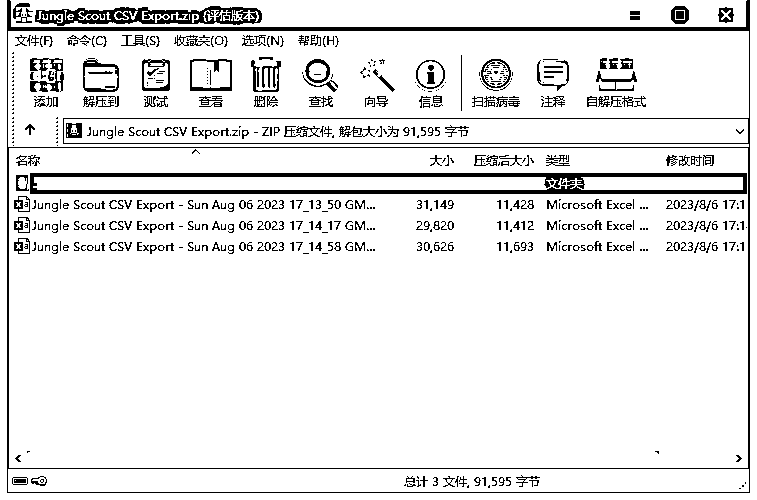 Jungle Scout CSV Export.zip (评估版本)
文件(F) 命令(C) 工具(S) 收藏夹(O) 选项(N) 帮助(H)
添加 解压到 测试 查看 删除 查找 向导 信息 扫描病毒 注释 自解压格式
Jungle Scout CSV Export.zip - ZIP 压缩文件, 解包大小为 91,595 字节
名称 大小 压缩后大小 类型 修改时间
文件夹
Jungle Scout CSV Export - Sun Aug 06 2023 17_13_50 GM... 31,149 11,428 Microsoft Excel ... 2023/8/6 17:1
Jungle Scout CSV Export - Sun Aug 06 2023 17_14_17 GM... 29,820 11,412 Microsoft Excel ... 2023/8/6 17:1
Jungle Scout CSV Export - Sun Aug 06 2023 17_14_58 GM... 30,626 11,693 Microsoft Excel ... 2023/8/6 17:1
总计 3 文件, 91,595 字节